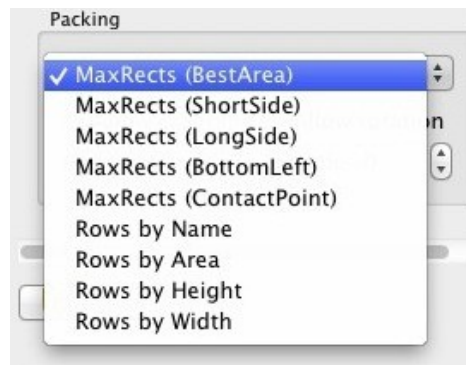 Packing
✓ MaxRects (BestArea)
MaxRects (ShortSide)
MaxRects (LongSide)
MaxRects (BottomLeft)
MaxRects (ContactPoint)
Rows by Name
Rows by Area
Rows by Height
Rows by Width